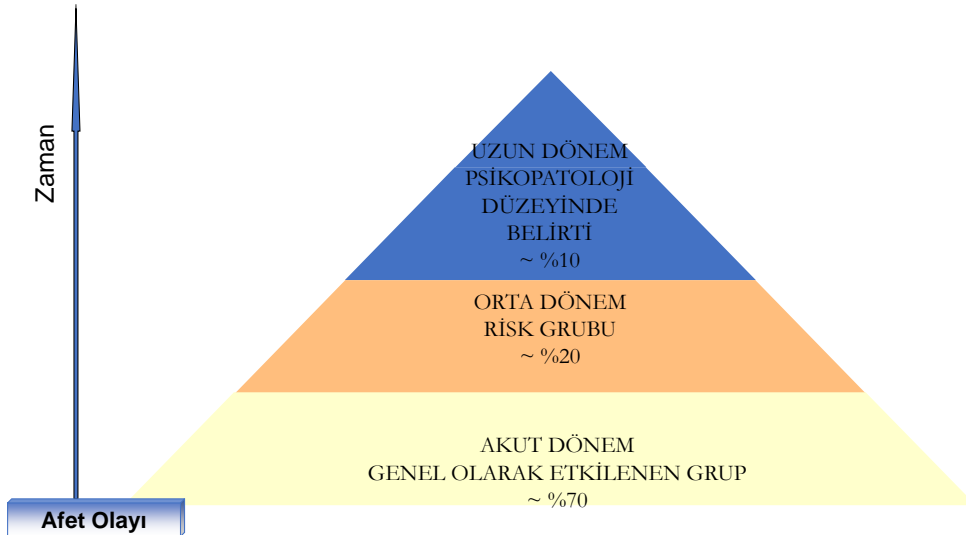 Zaman
UZUN DÖNEM
PSİKOPATOLOJİ
DÜZEYİNDE
BELİRTİ
~ %10
ORTA DÖNEM
RİSK GRUBU
~ %20
AKUT DÖNEM
GENEL OLARAK ETKİLENEN GRUP
~ %70
Afet Olayı